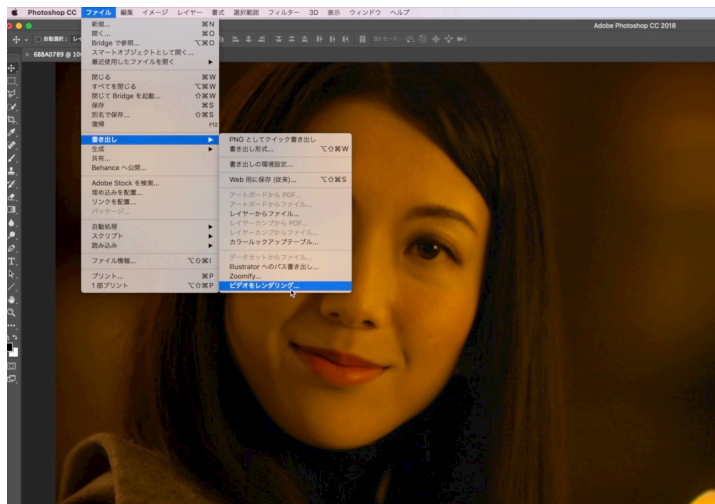 Photoshop CC ファイル 編集 イメージ レイヤー 書式 選択範囲 フィルター 3D 表示 ウィンドウ ヘルプ
Adobe Photoshop CC 2018
自動選択：
3D モード：
688A0789 @ 10
新規... ⌘N
開く... ⌘O
Bridge で参照... ⌥⌘O
スマートオブジェクトとして開く...
最近使用したファイルを開く ▶
閉じる ⌘W
すべてを閉じる ⌥⌘W
閉じて Bridge を起動... ⇧⌘W
保存 ⌘S
別名で保存... ⇧⌘S
復帰 F12
書き出し ▶
生成 ▶
共有...
Behance へ公開...
Adobe Stock を検索...
埋め込みを配置...
リンクを配置...
パッケージ...
自動処理 ▶
スクリプト ▶
読み込み ▶
ファイル情報... ⌥⇧⌘I
プリント... ⌘P
1 部プリント ⌥⇧⌘P
PNG としてクイック書き出し
書き出し形式... ⌥⇧⌘W
書き出しの環境設定...
Web 用に保存 (従来)... ⌥⇧⌘S
アートボードから PDF...
アートボードからファイル...
レイヤーからファイル...
レイヤーカンプから PDF...
レイヤーカンプからファイル...
カラールックアップテーブル...
データセットからファイル...
Illustrator へのパス書き出し...
Zoomify...
ビデオをレンダリング...